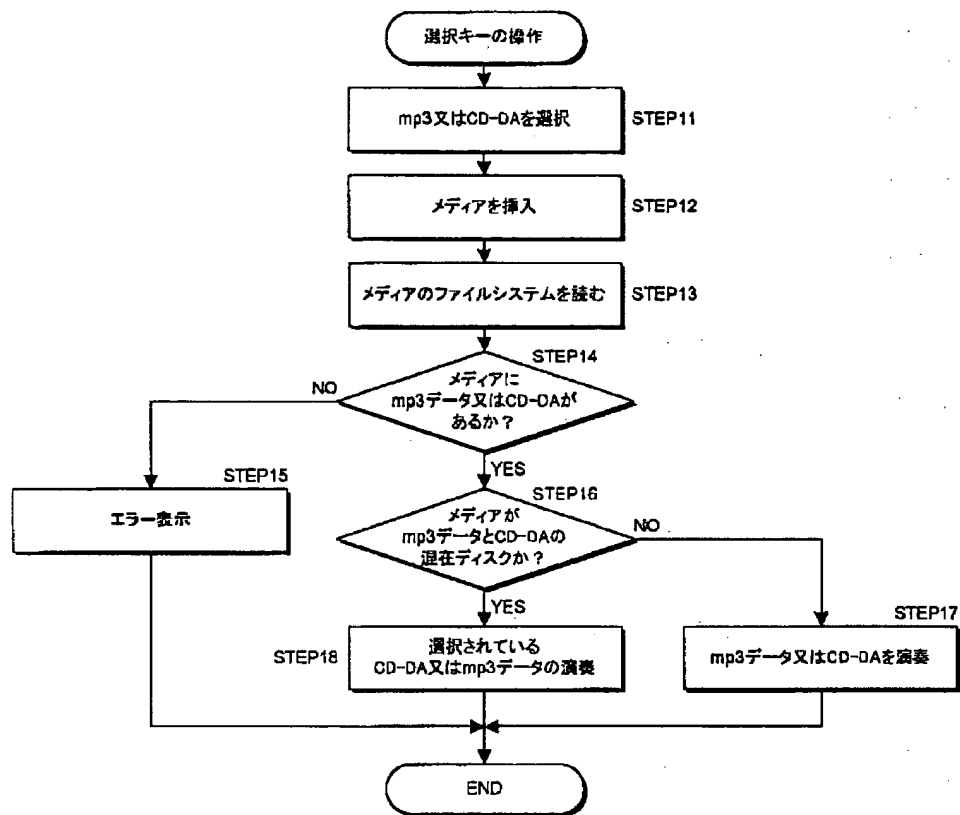 選択キーの操作
mp3又はCD-DAを選択
STEP11
メディアを挿入
STEP12
メディアのファイルシステムを読む
STEP13
STEP14
メディアに
mp3データ又はCD-DAが
あるか？
NO
YES
STEP15
エラー表示
STEP16
メディアが
mp3データとCD-DAの
混在ディスクか？
NO
YES
STEP17
mp3データ又はCD-DAを演奏
STEP18
選択されている
CD-DA又はmp3データの演奏
END